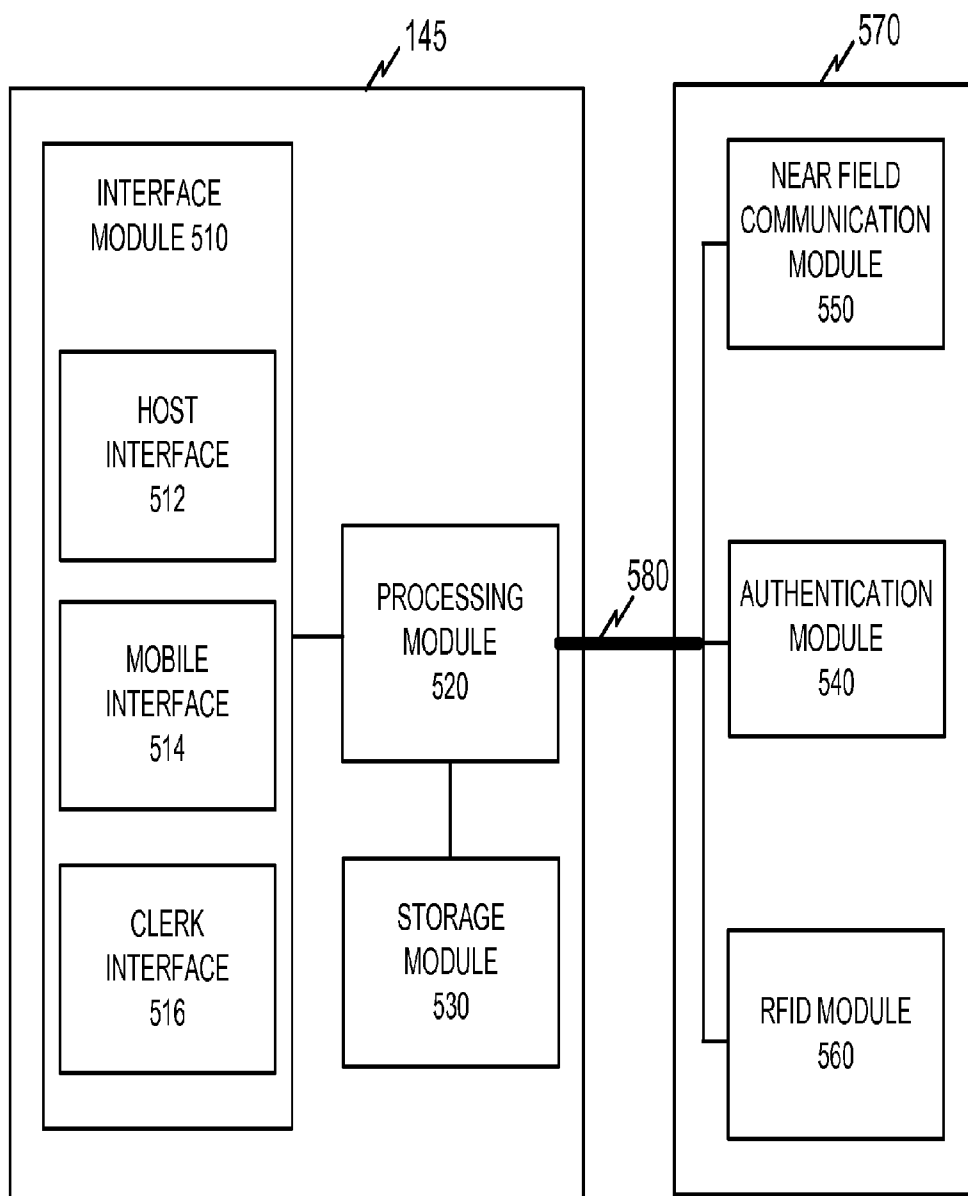 145
570
INTERFACE
MODULE 510
HOST
INTERFACE
512
MOBILE
INTERFACE
514
CLERK
INTERFACE
516
PROCESSING
MODULE
520
STORAGE
MODULE
530
580
NEAR FIELD
COMMUNICATION
MODULE
550
AUTHENTICATION
MODULE
540
RFID MODULE
560